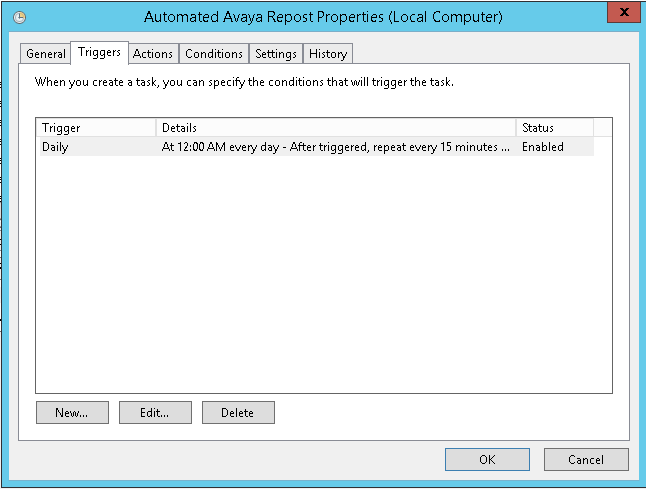 Automated Avaya Repost Properties (Local Computer)
x
General Triggers Actions Conditions Settings History
When you create a task, you can specify the conditions that will trigger the task.
Trigger Details Status
Daily At 12:00 AM every day - After triggered, repeat every 15 minutes ... Enabled
New... Edit... Delete
OK Cancel